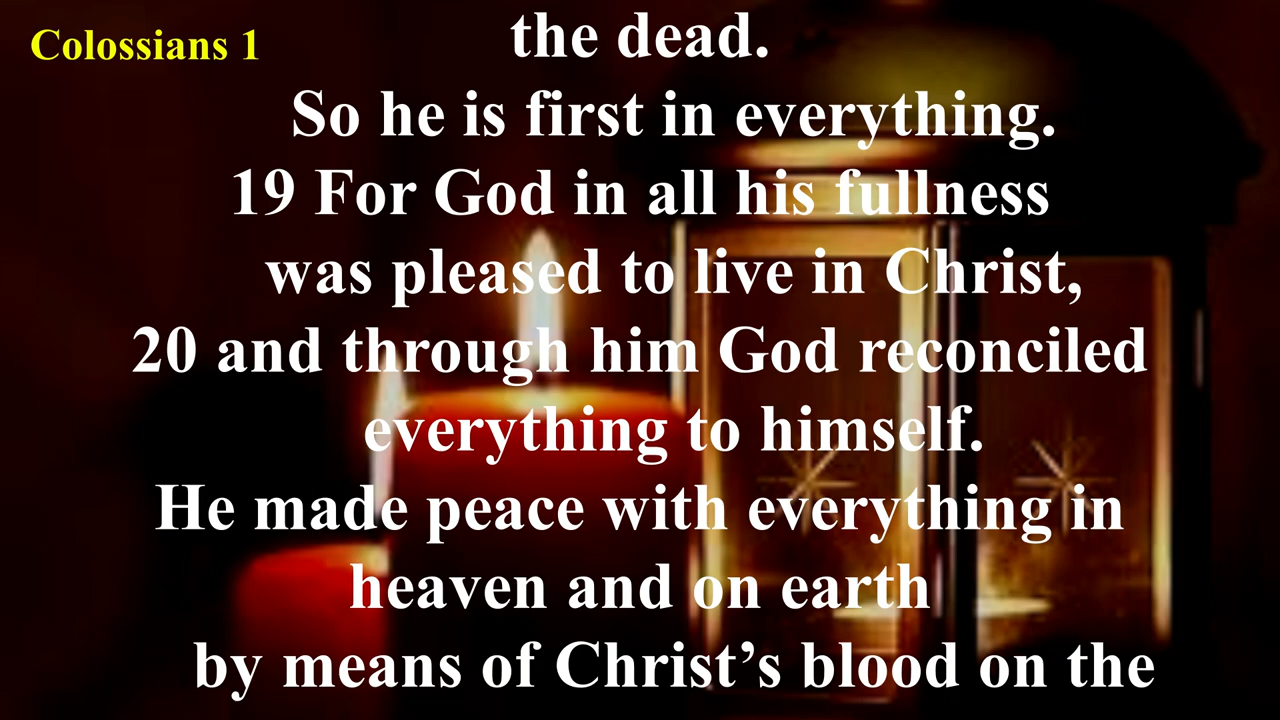 Colossians 1
the dead.
So he is first in everything.
19 For God in all his fullness
was pleased to live in Christ,
20 and through him God reconciled
everything to himself.
He made peace with everything in
heaven and on earth
by means of Christ’s blood on the